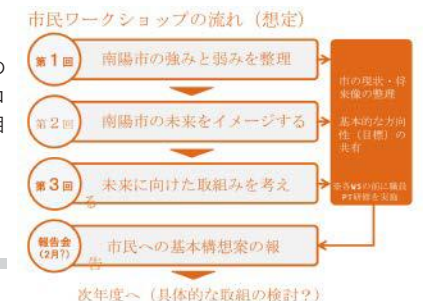 市民ワークショップの流れ（想定）
の
第1回
南陽市の強みと弱みを整理
第2回
南陽市の未来をイメージする
第3回
未来に向けた取組みを考え
る
報告会
(2月?)
市民への基本構想案の報
告
次年度へ（具体的な取組の検討？）
市の現状・将
来像の整理
基本的な方向
性（目標）の
共有
※各WSの前に職員
PT研修を実施